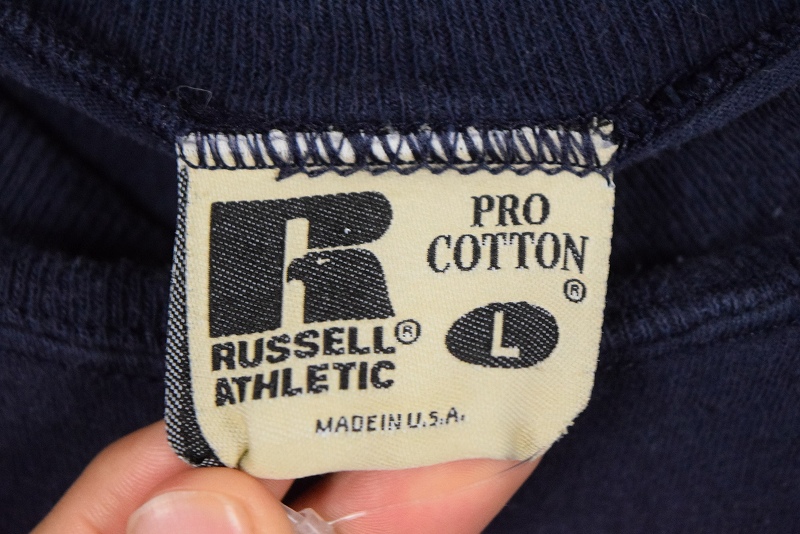 PRO
COTTON®
L
RUSSELL®
ATHLETIC
MADE IN U.S.A.